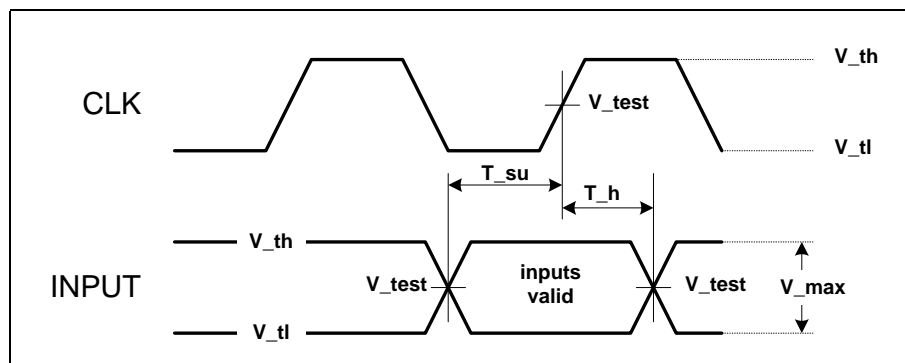 V_th
CLK
V_test
V_tl
T_su
T_h
V_th
INPUT
V_test
inputs
valid
V_test
V_max
V_tl